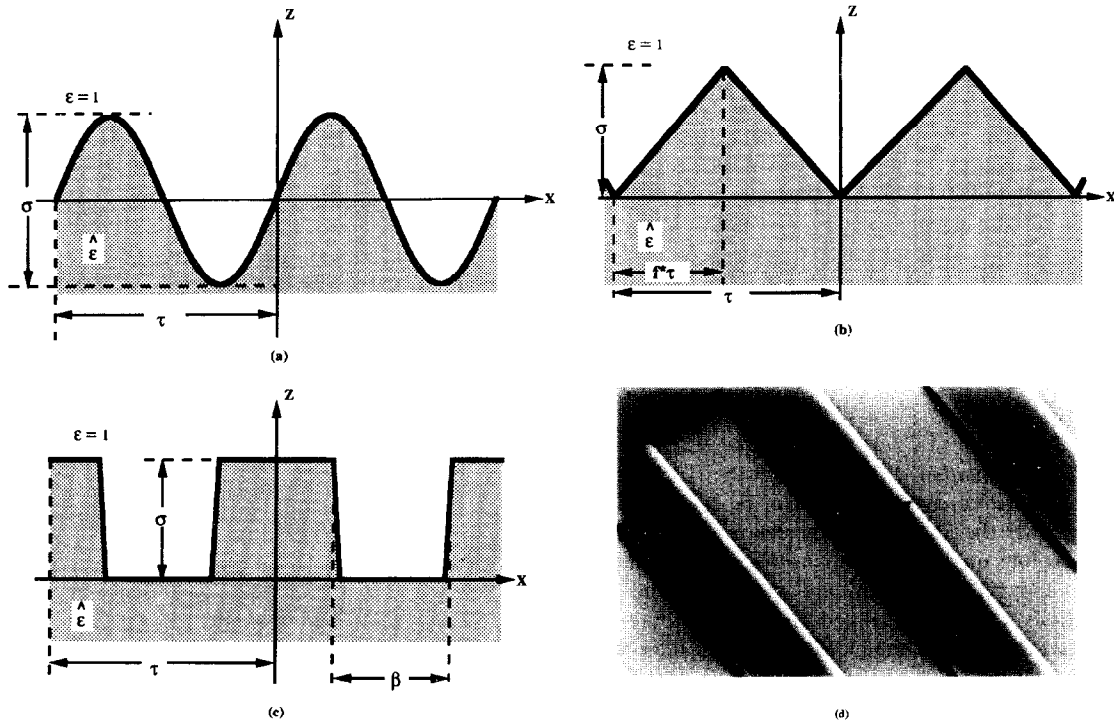 z
ε = 1
σ
x
ε̂
τ
(a)
z
ε = 1
σ
x
ε̂
f*τ
τ
(b)
z
ε = 1
σ
x
ε̂
τ
β
(c)
(d)